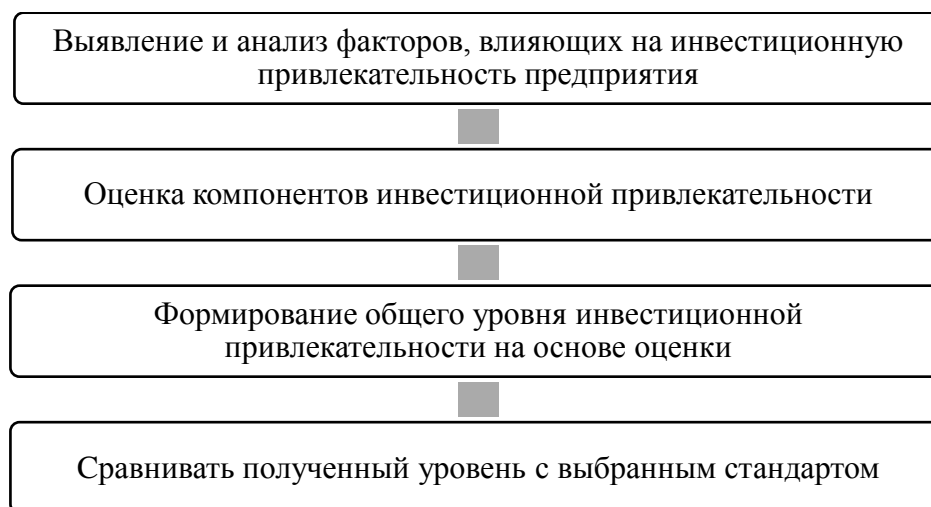 Выявление и анализ факторов, влияющих на инвестиционную
привлекательность предприятия
Оценка компонентов инвестиционной привлекательности
Формирование общего уровня инвестиционной
привлекательности на основе оценки
Сравнивать полученный уровень с выбранным стандартом